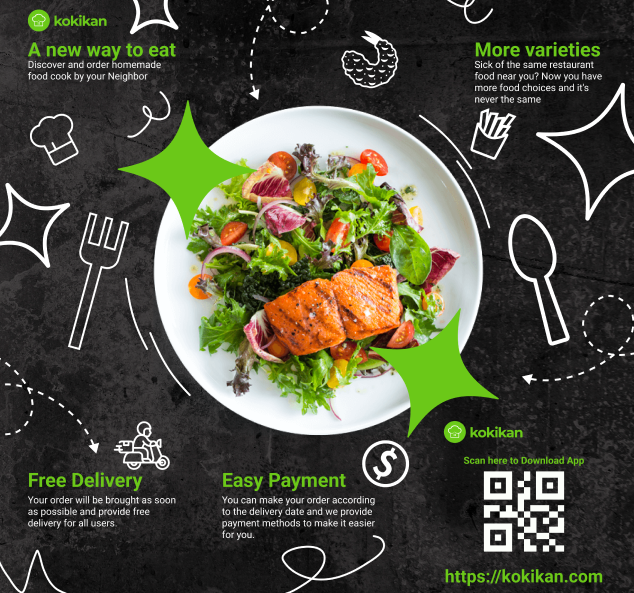 kokikan
A new way to eat
Discover and order homemade
food cook by your Neighbor
More varieties
Sick of the same restaurant
food near you? Now you have
more food choices and it's
never the same
Free Delivery
Your order will be brought as soon
as possible and provide free
delivery for all users.
Easy Payment
You can make your order according
to the delivery date and we provide
payment methods to make it easier
for you.
$
kokikan
Scan here to Download App
https://kokikan.com